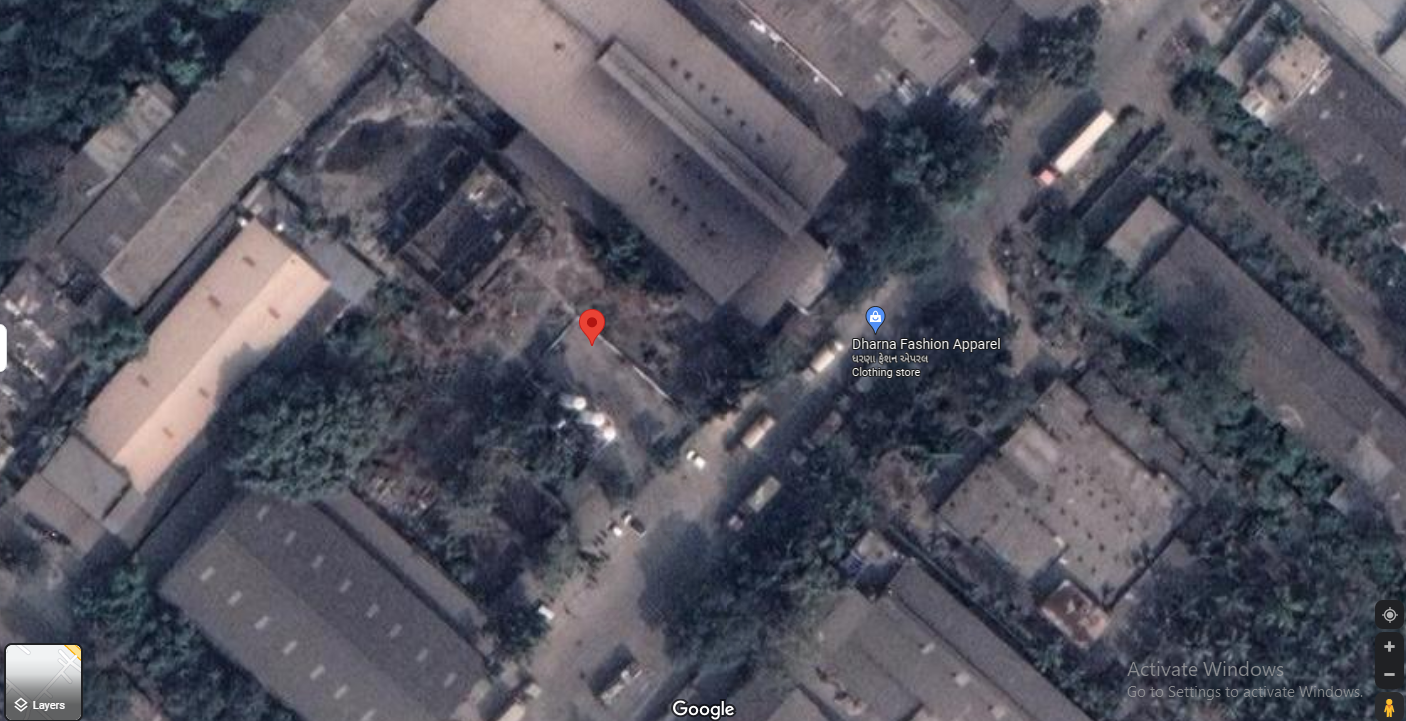 Dharna Fashion Apparel
ધરણા ફેશન એપરલ
Clothing store
Activate Windows
Go to Settings to activate Windows.
Layers
Google